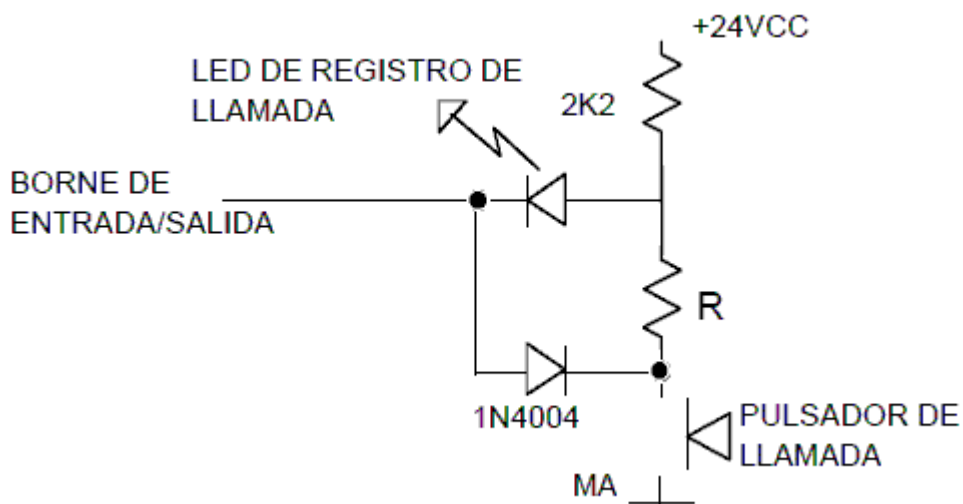 +24VCC
LED DE REGISTRO DE
LLAMADA
2K2
BORNE DE
ENTRADA/SALIDA
R
1N4004
PULSADOR DE
LLAMADA
MA